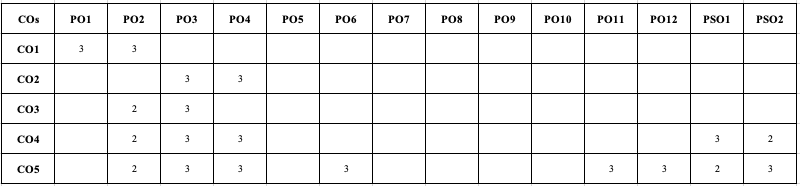 COs PO1 PO2 PO3 PO4 PO5 PO6 PO7 PO8 PO9 PO10 PO11 PO12 PSO1 PSO2
CO1 3 3
CO2 3 3
CO3 2 3
CO4 2 3 3 3 2
CO5 2 3 3 3 3 3 2 3